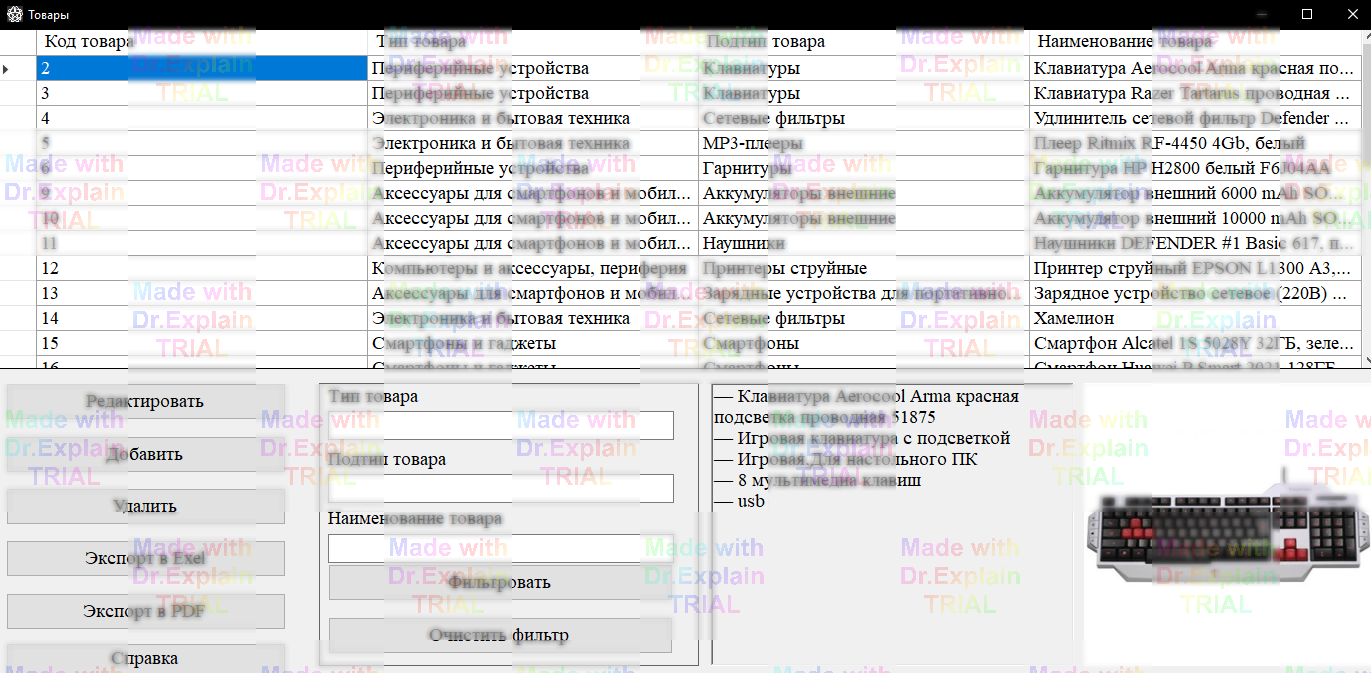 Товары
Код товара Тип товара Подтип товара Наименование товара
2 Периферийные устройства Клавиатуры Клавиатура Aerocool Arma красная по...
3 Периферийные устройства Клавиатуры Клавиатура Razer Tartarus проводная ...
4 Электроника и бытовая техника Сетевые фильтры Удлинитель сетевой фильтр Defender ...
5 Электроника и бытовая техника MP3-плееры Плеер Ritmix RF-4450 4Gb, белый
6 Периферийные устройства Гарнитуры Гарнитура HP H2800 белый F6J04AA
9 Аксессуары для смартфонов и мобил... Аккумуляторы внешние Аккумулятор внешний 6000 mAh SO...
10 Аксессуары для смартфонов и мобил... Аккумуляторы внешние Аккумулятор внешний 10000 mAh SO...
11 Аксессуары для смартфонов и мобил... Наушники Наушники DEFENDER #1 Basic 617, п...
12 Компьютеры и аксессуары, периферия Принтеры струйные Принтер струйный EPSON L1300 A3,...
13 Аксессуары для смартфонов и мобил... Зарядные устройства для портативно... Зарядное устройство сетевое (220В) ...
14 Электроника и бытовая техника Сетевые фильтры Хамелион
15 Смартфоны и гаджеты Смартфоны Смартфон Alcatel 1S 5028Y 32ГБ, зеле...
16 Смартфоны и гаджеты Смартфоны Смартфон Huawei P Smart 2021 128ГБ
Редактировать
Добавить
Удалить
Экспорт в Exel
Экспорт в PDF
Справка
Тип товара
Подтип товара
Наименование товара
Фильтровать
Очистить фильтр
— Клавиатура Aerocool Arma красная
подсветка проводная 51875
— Игровая клавиатура с подсветкой
— Игровая,Для настольного ПК
— 8 мультимедиа клавиш
— usb
Made with
Dr.Explain
TRIAL